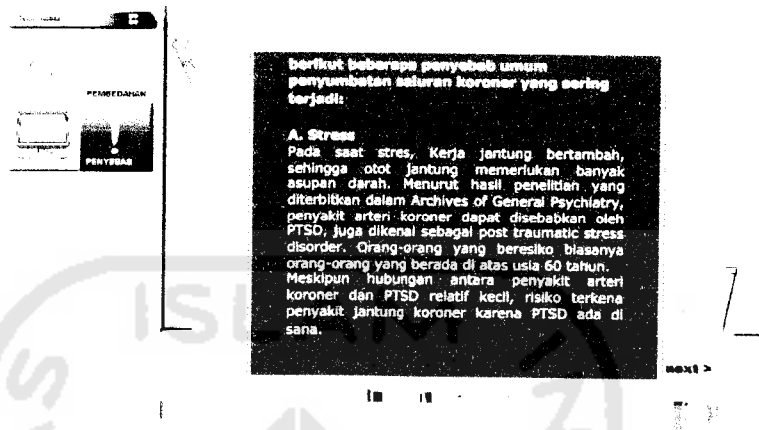 PEMBEDAHAN
PENYEBAB
berikut beberapa penyebab umum
penyumbatan saluran koroner yang sering
terjadi:
A. Stress
Pada saat stres, Kerja jantung bertambah,
sehingga otot jantung memerlukan banyak
asupan darah. Menurut hasil penelitian yang
diterbitkan dalam Archives of General Psychiatry,
penyakit arteri koroner dapat disebabkan oleh
PTSD, juga dikenal sebagai post traumatic stress
disorder. Orang-orang yang beresiko biasanya
orang-orang yang berada di atas usia 60 tahun.
Meskipun hubungan antara penyakit arteri
koroner dan PTSD relatif kecil, risiko terkena
penyakit jantung koroner karena PTSD ada di
sana.
next >
ISLAM